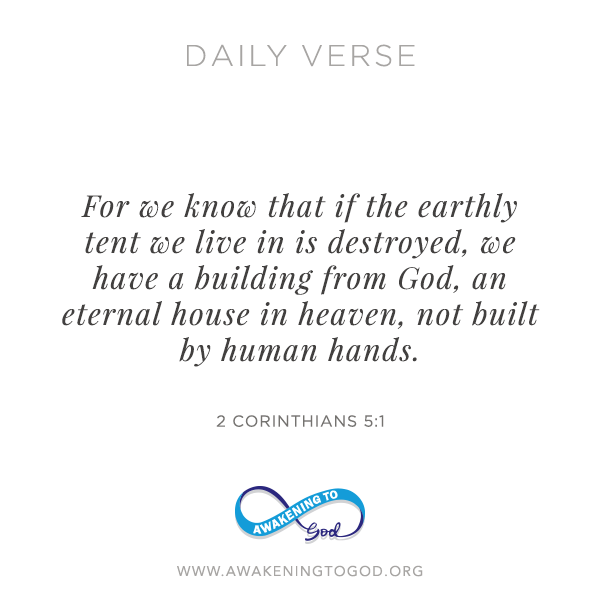 DAILY VERSE
For we know that if the earthly
tent we live in is destroyed, we
have a building from God, an
eternal house in heaven, not built
by human hands.
2 CORINTHIANS 5:1
AWAKENING TO
God
WWW.AWAKENINGTOGOD.ORG